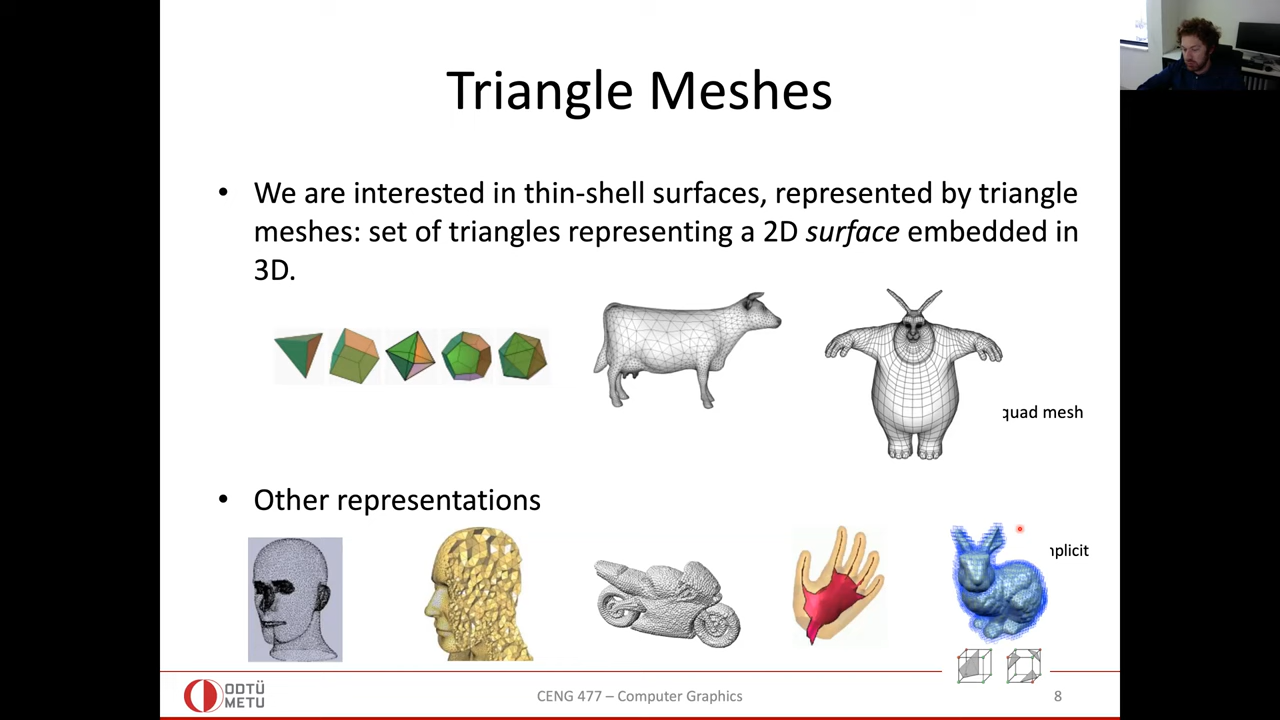 Triangle Meshes
• We are interested in thin-shell surfaces, represented by triangle
meshes: set of triangles representing a 2D surface embedded in
3D.
quad mesh
• Other representations
nplicit
ODTÜ
METU
CENG 477 – Computer Graphics
8